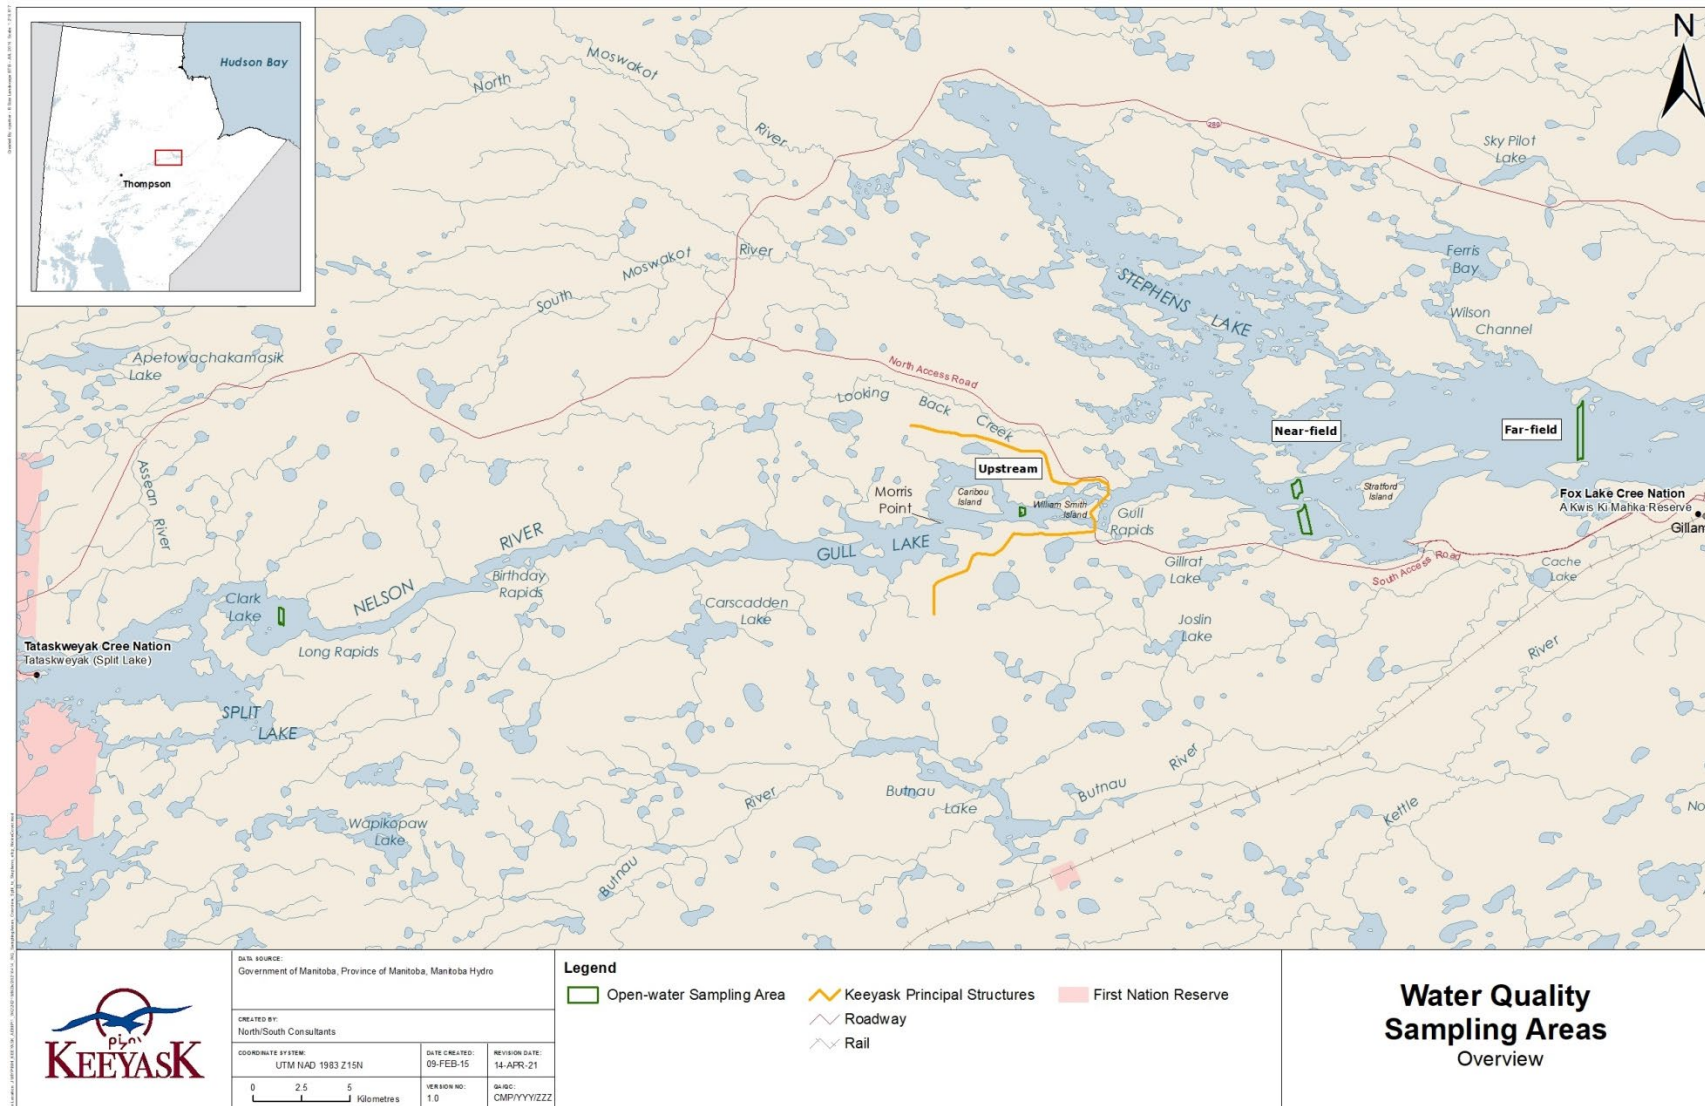 Hudson Bay
Thompson
N
North
Moswakot
River
280
Sky Pilot
Lake
South
Moswakot
River
STEPHENS
LAKE
Ferris
Bay
Wilson
Channel
Apetowachakamasik
Lake
North Access Road
Looking
Back
Creek
Near-field
Far-field
Upstream
Assean
River
Morris
Point
Caribou
Island
William Smith
Island
Gull
Rapids
Stratford
Island
Fox Lake Cree Nation
A Kwis Ki Mahka Reserve
Gillam
NELSON
RIVER
GULL
LAKE
Birthday
Rapids
Gillrat
Lake
South Access Road
Cache
Lake
Clark
Lake
Carscadden
Lake
Joslin
Lake
Long Rapids
Tataskweyak Cree Nation
Tataskweyak (Split Lake)
River
SPLIT
LAKE
Wapikopaw
Lake
Butnau
River
Butnau
Lake
Butnau
River
Kettle
No
KEEYASK
DATA SOURCE:
Government of Manitoba, Province of Manitoba, Manitoba Hydro
CREATED BY:
North/South Consultants
COORDINATE SYSTEM:
UTM NAD 1983 Z15N
DATE CREATED:
09-FEB-15
REVISION DATE:
14-APR-21
0 2.5 5
Kilometres
VERSION NO:
1.0
QA/QC:
CMP/YYY/ZZZ
Legend
Open-water Sampling Area
Keeyask Principal Structures
First Nation Reserve
Roadway
Rail
Water Quality
Sampling Areas
Overview